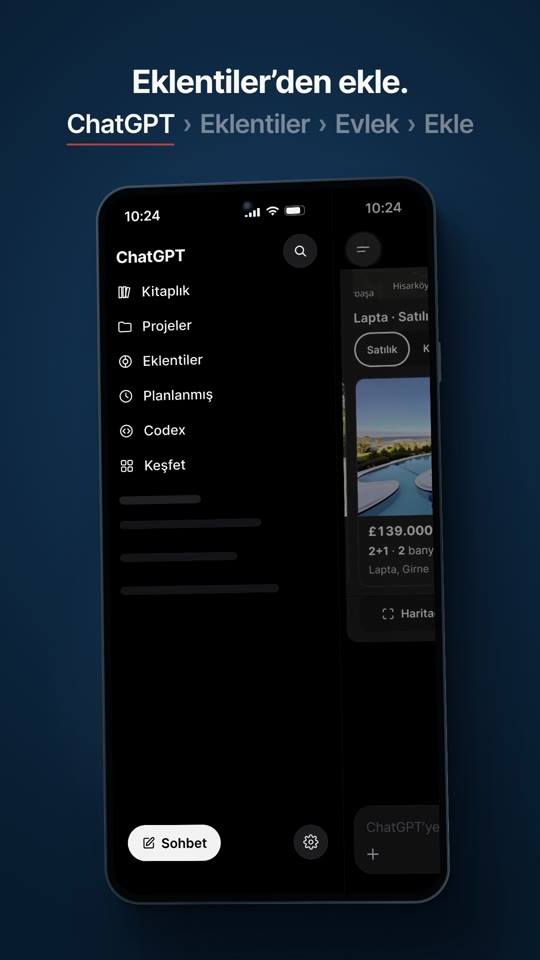 Eklentiler’den ekle.
ChatGPT › Eklentiler › Evlek › Ekle
10:24
ChatGPT
Kitaplık
Projeler
Eklentiler
Planlanmış
Codex
Keşfet
Sohbet
10:24
Hisarköy
Lapta · Satılı
Satılık
K
£139.000
2+1 · 2 bany
Lapta, Girne
Harita
ChatGPT’ye